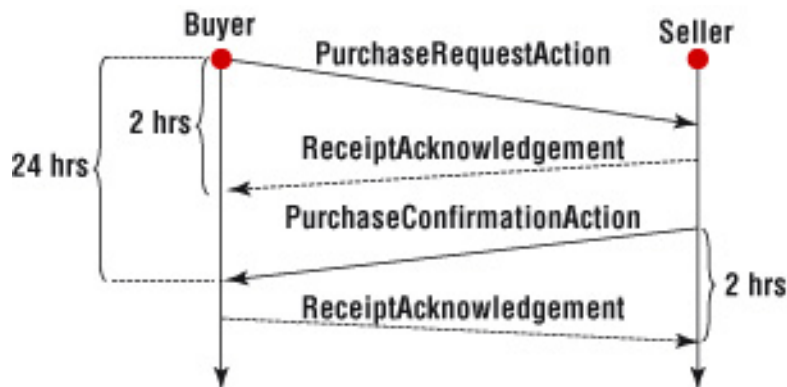 Buyer
Seller
PurchaseRequestAction
2 hrs
ReceiptAcknowledgement
24 hrs
PurchaseConfirmationAction
2 hrs
ReceiptAcknowledgement